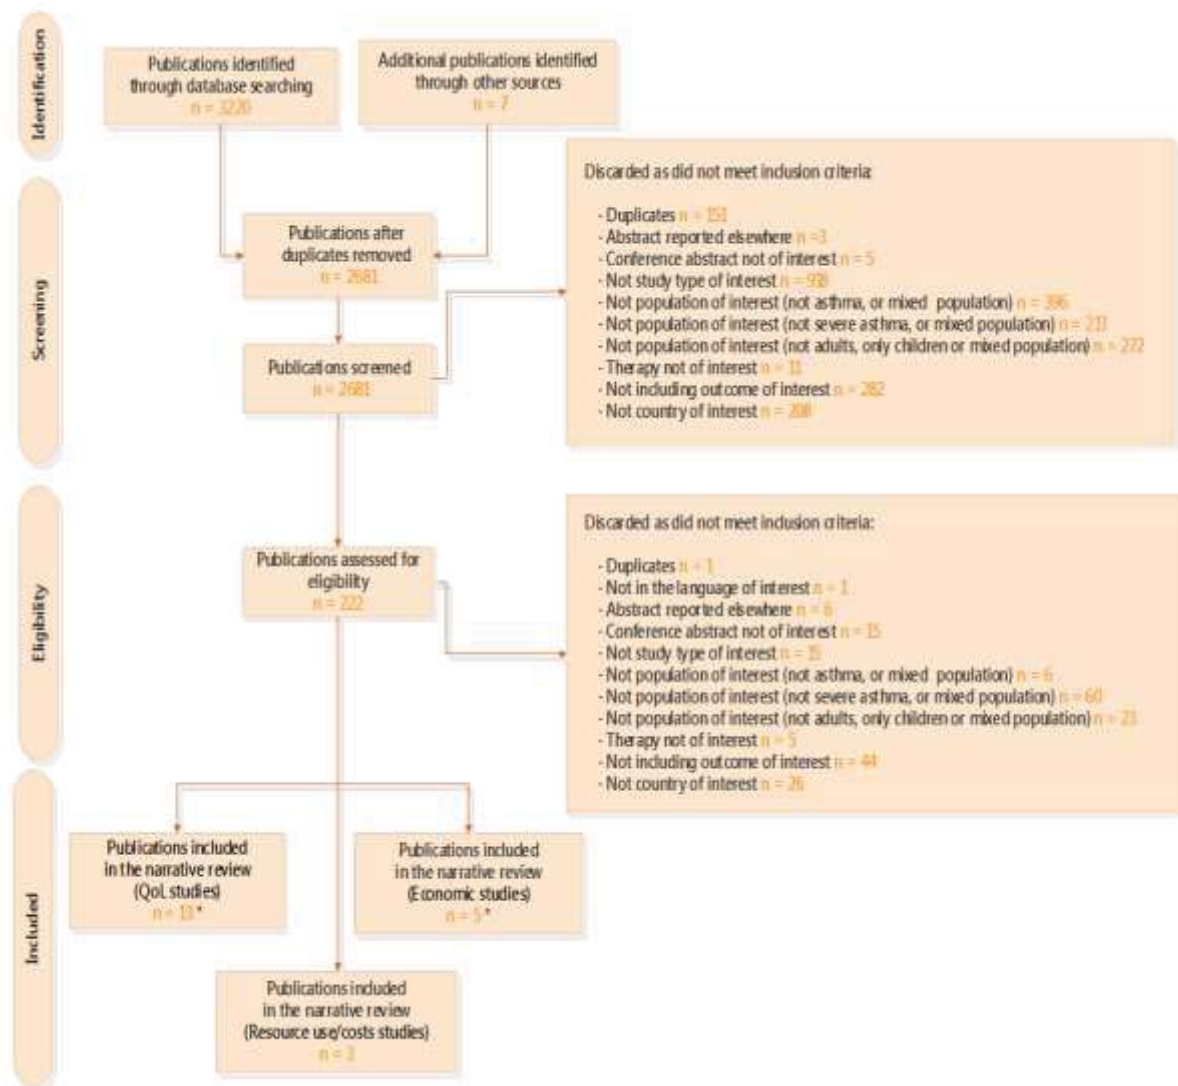 Identification
Publications identified
through database searching
n = 3220
Additional publications identified
through other sources
n = 7
Screening
Publications after
duplicates removed
n = 2681
Publications screened
n = 2681
Discarded as did not meet inclusion criteria:
- Duplicates n = 151
- Abstract reported elsewhere n =3
- Conference abstract not of interest n = 5
- Not study type of interest n =
- Not population of interest (not asthma, or mixed population) n = 396
- Not population of interest (not severe asthma, or mixed population) n = 213
- Not population of interest (not adults, only children or mixed population) n = 272
- Therapy not of interest n = 11
- Not including outcome of interest n = 282
- Not country of interest n = 208
Eligibility
Publications assessed for
eligibility
n = 222
Discarded as did not meet inclusion criteria:
- Duplicates n = 1
- Not in the language of interest n = 1
- Abstract reported elsewhere n = 6
- Conference abstract not of interest n = 15
- Not study type of interest n = 15
- Not population of interest (not asthma, or mixed population) n = 6
- Not population of interest (not severe asthma, or mixed population) n = 60
- Not population of interest (not adults, only children or mixed population) n = 23
- Therapy not of interest n = 5
- Not including outcome of interest n = 44
- Not country of interest n = 26
Included
Publications included
in the narrative review
(QoL studies)
n = 13 *
Publications included
in the narrative review
(Economic studies)
n = 5 *
Publications included
in the narrative review
(Resource use/costs studies)
n = 3